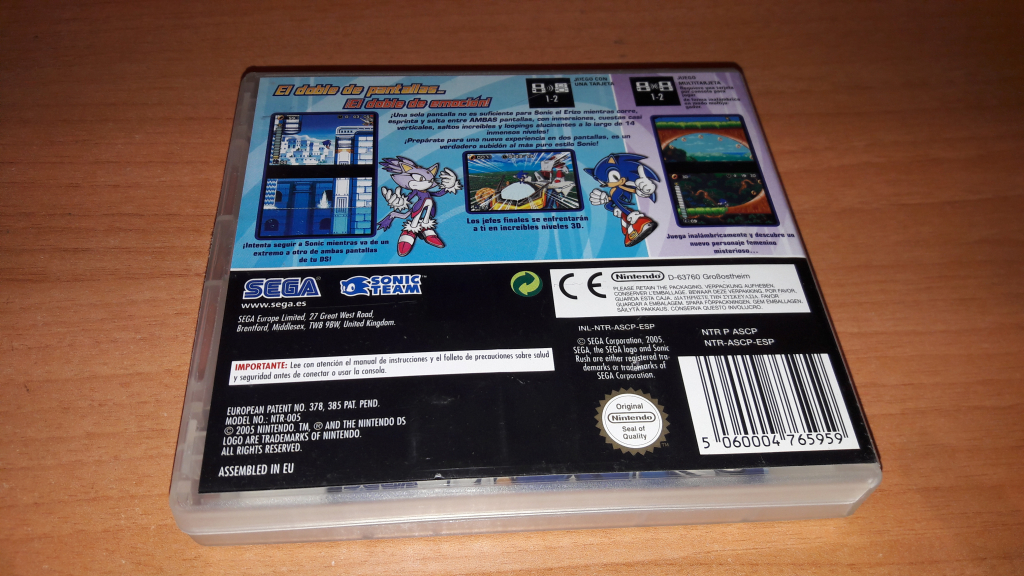 El doble de pantallas...
El doble de emoción!
1-2
JUEGO CON
UNA TARJETA
1-2
JUEGO
MULTITARJETA
¡Una sola pantalla no es suficiente para Sonic el Erizo mientras corre,
esprinta y salta entre AMBAS pantallas, con inmersiones, cuestas casi
verticales, saltos increíbles y loopings alucinantes a lo largo de 14
inmensos niveles!
¡Prepárate para una nueva experiencia en dos pantallas, es un
verdadero subidón al más puro estilo Sonic!
¡Intenta seguir a Sonic mientras va de un
extremo a otro de ambas pantallas
de tu DS!
Los jefes finales se enfrentarán
a ti en increíbles niveles 3D.
Juega inalámbricamente y descubre un
nuevo personaje femenino
misterioso...
SEGA
SONIC
TEAM™
www.sega.es
SEGA Europe Limited, 27 Great West Road,
Brentford, Middlesex, TW8 9BW, United Kingdom.
CE
Nintendo D-63760 Großostheim
PLEASE RETAIN THE PACKAGING, VERPACKUNG AUFHEBEN,
CONSERVER L'EMBALLAGE, BEWAAR DEZE VERPAKKING, POR FAVOR,
GUARDA ESTA CAJA, ΔΙΑΤΗΡΗΣΤΕ ΤΗΝ ΣΥΣΚΕΥΑΣΙΑ, FAVOR
GUARDAR A EMBALAGEM, SPARA FÖRPACKNINGEN, GEM EMBALLAGEN,
SÄILYTÄ PAKKAUS, CONSERVA QUESTO INVOLUCRO.
INL-NTR-ASCP-ESP
© SEGA Corporation, 2005.
SEGA, the SEGA logo and Sonic
Rush are either registered tra-
demarks or trademarks of
SEGA Corporation.
NTR P ASCP
NTR-ASCP-ESP
IMPORTANTE: Lee con atención el manual de instrucciones y el folleto de precauciones sobre salud
y seguridad antes de conectar o usar la consola.
EUROPEAN PATENT NO. 378, 385 PAT. PEND.
MODEL NO.: NTR-005
© 2005 NINTENDO. TM, ® AND THE NINTENDO DS
LOGO ARE TRADEMARKS OF NINTENDO.
ALL RIGHTS RESERVED.
ASSEMBLED IN EU
Original
Nintendo
Seal of
Quality
TM
5 060004 765959